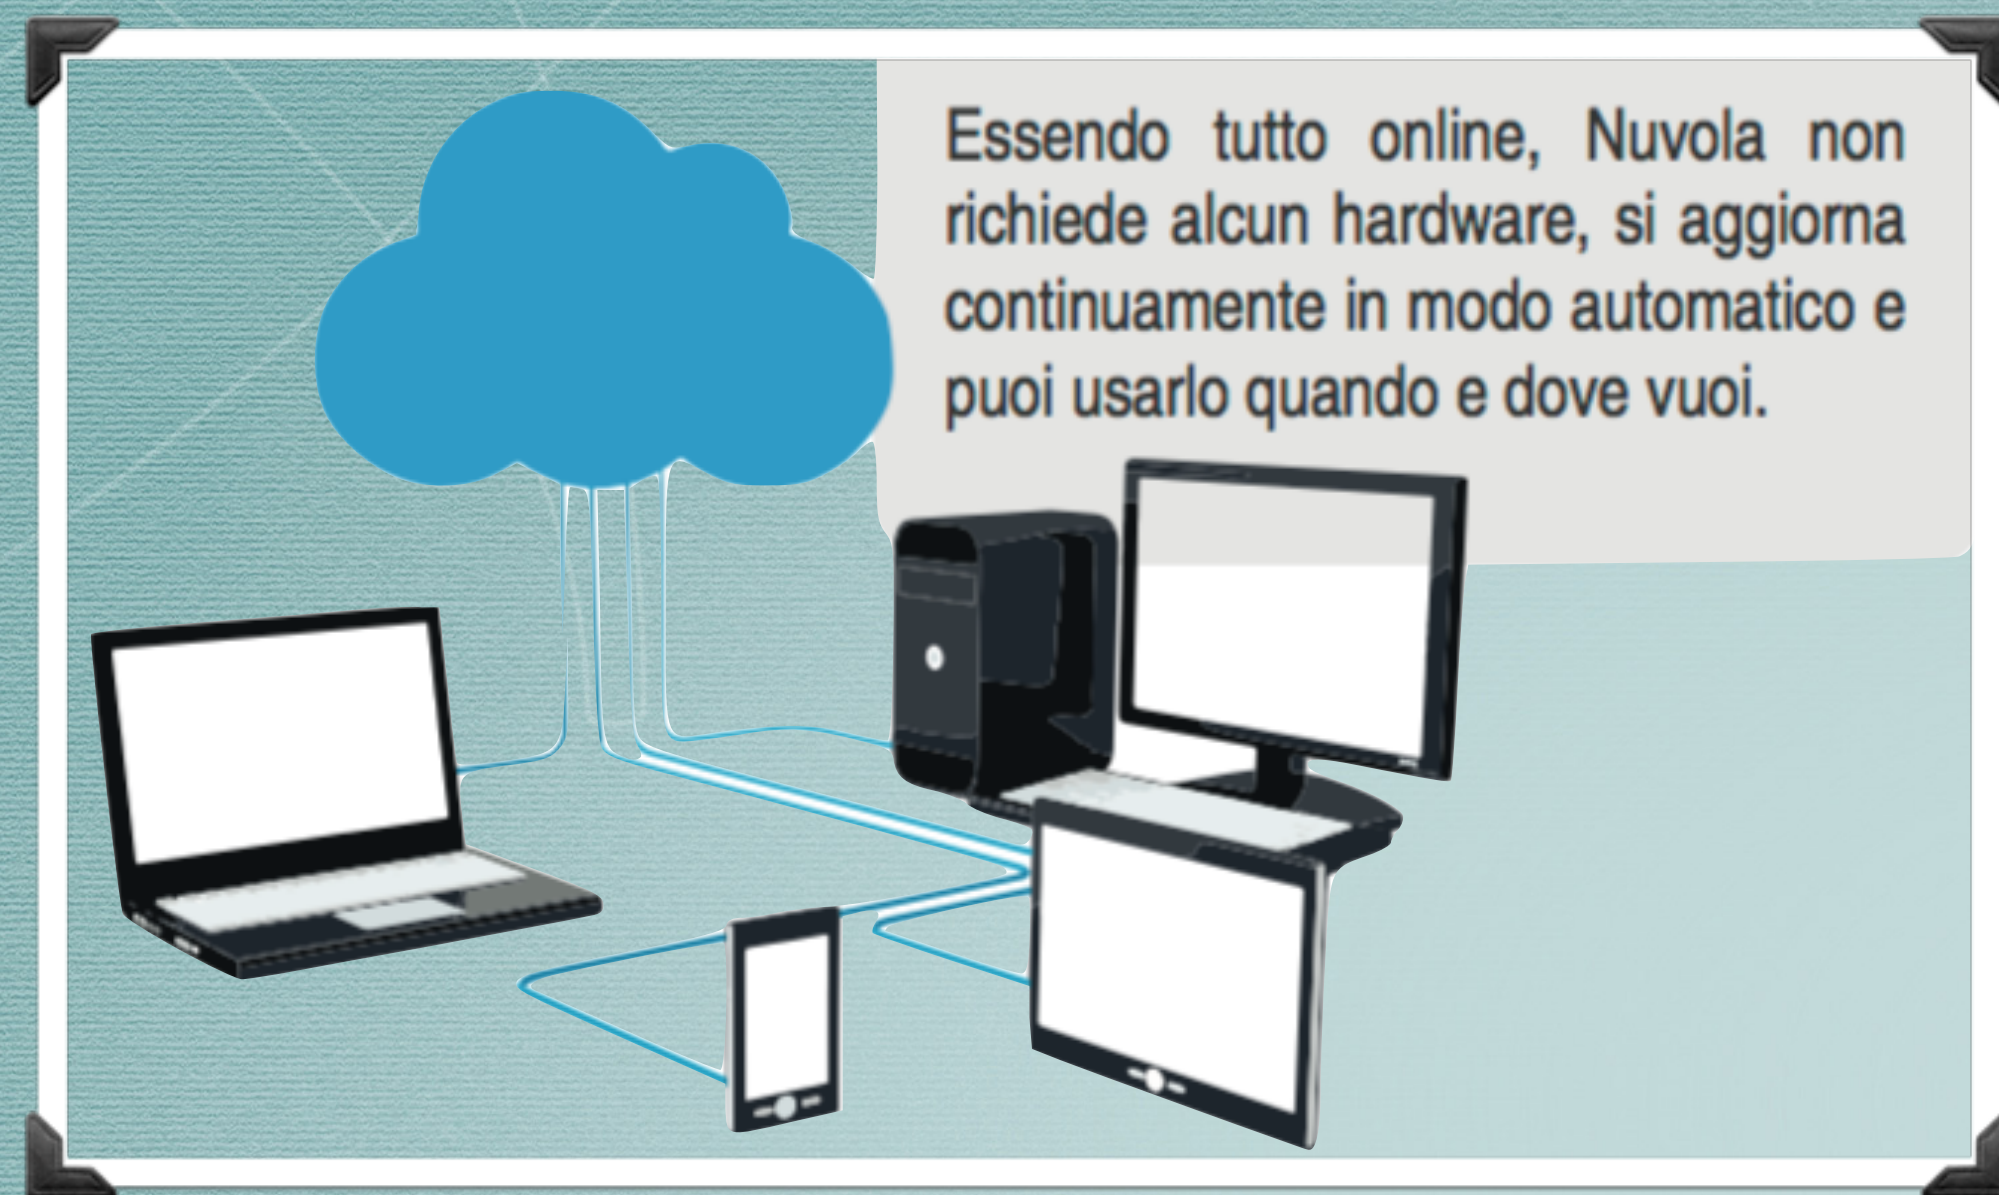 Essendo tutto online, Nuvola non
richiede alcun hardware, si aggiorna
continuamente in modo automatico e
puoi usarlo quando e dove vuoi.